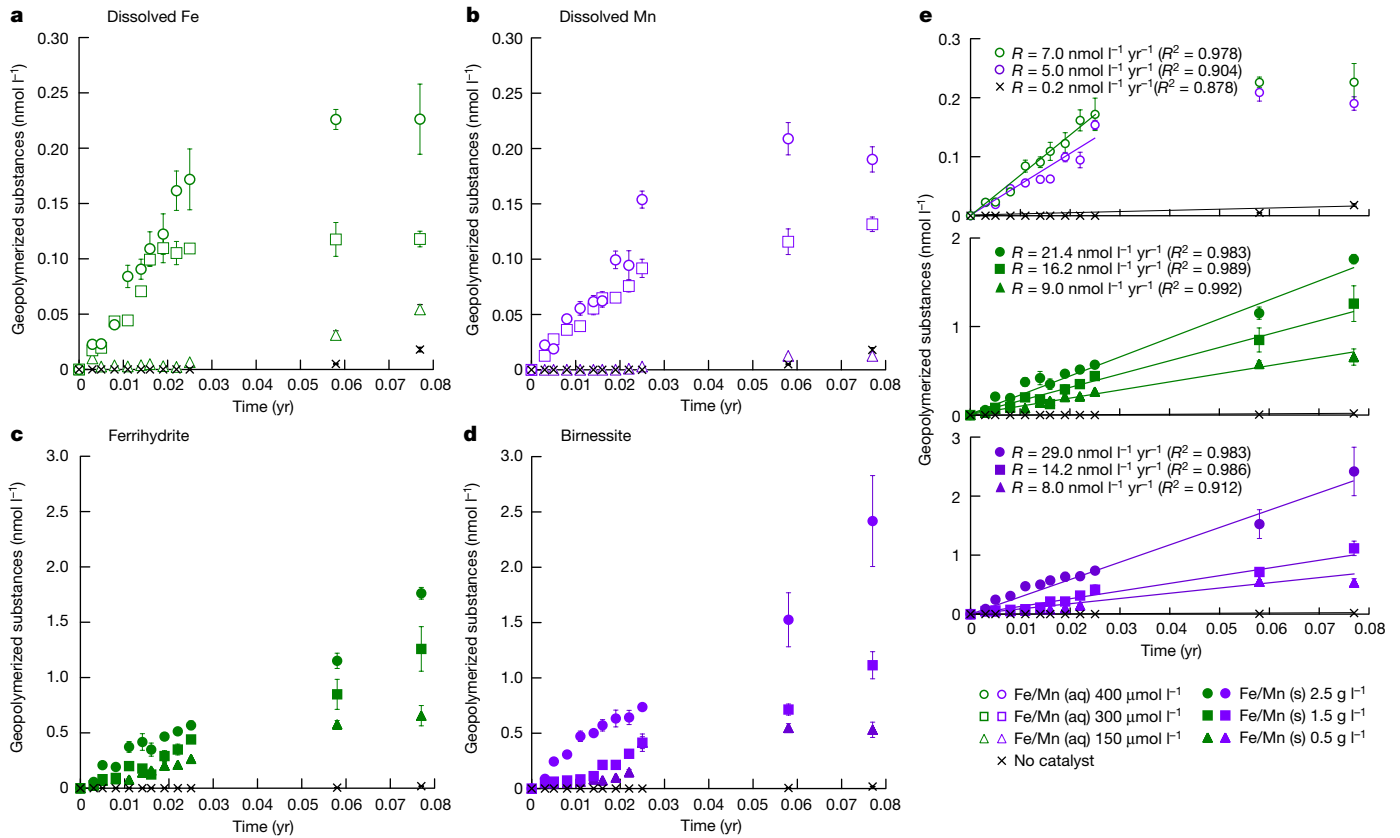 a Dissolved Fe
Geopolymerized substances (nmol l⁻¹)
0.30
0.25
0.20
0.15
0.10
0.05
0
0 0.01 0.02 0.03 0.04 0.05 0.06 0.07 0.08
Time (yr)
b Dissolved Mn
Geopolymerized substances (nmol l⁻¹)
0.30
0.25
0.20
0.15
0.10
0.05
0
0 0.01 0.02 0.03 0.04 0.05 0.06 0.07 0.08
Time (yr)
c Ferrihydrite
Geopolymerized substances (nmol l⁻¹)
3.0
2.5
2.0
1.5
1.0
0.5
0
0 0.01 0.02 0.03 0.04 0.05 0.06 0.07 0.08
Time (yr)
d Birnessite
Geopolymerized substances (nmol l⁻¹)
3.0
2.5
2.0
1.5
1.0
0.5
0
0 0.01 0.02 0.03 0.04 0.05 0.06 0.07 0.08
Time (yr)
e
Geopolymerized substances (nmol l⁻¹)
0.3
0.2
0.1
0
R = 7.0 nmol l⁻¹ yr⁻¹ (R² = 0.978)
R = 5.0 nmol l⁻¹ yr⁻¹ (R² = 0.904)
R = 0.2 nmol l⁻¹ yr⁻¹(R² = 0.878)
2
1
0
R = 21.4 nmol l⁻¹ yr⁻¹ (R² = 0.983)
R = 16.2 nmol l⁻¹ yr⁻¹ (R² = 0.989)
R = 9.0 nmol l⁻¹ yr⁻¹ (R² = 0.992)
3
2
1
0
R = 29.0 nmol l⁻¹ yr⁻¹ (R² = 0.983)
R = 14.2 nmol l⁻¹ yr⁻¹ (R² = 0.986)
R = 8.0 nmol l⁻¹ yr⁻¹ (R² = 0.912)
0 0.01 0.02 0.03 0.04 0.05 0.06 0.07 0.08
Time (yr)
Fe/Mn (aq) 400 μmol l⁻¹
Fe/Mn (aq) 300 μmol l⁻¹
Fe/Mn (aq) 150 μmol l⁻¹
No catalyst
Fe/Mn (s) 2.5 g l⁻¹
Fe/Mn (s) 1.5 g l⁻¹
Fe/Mn (s) 0.5 g l⁻¹